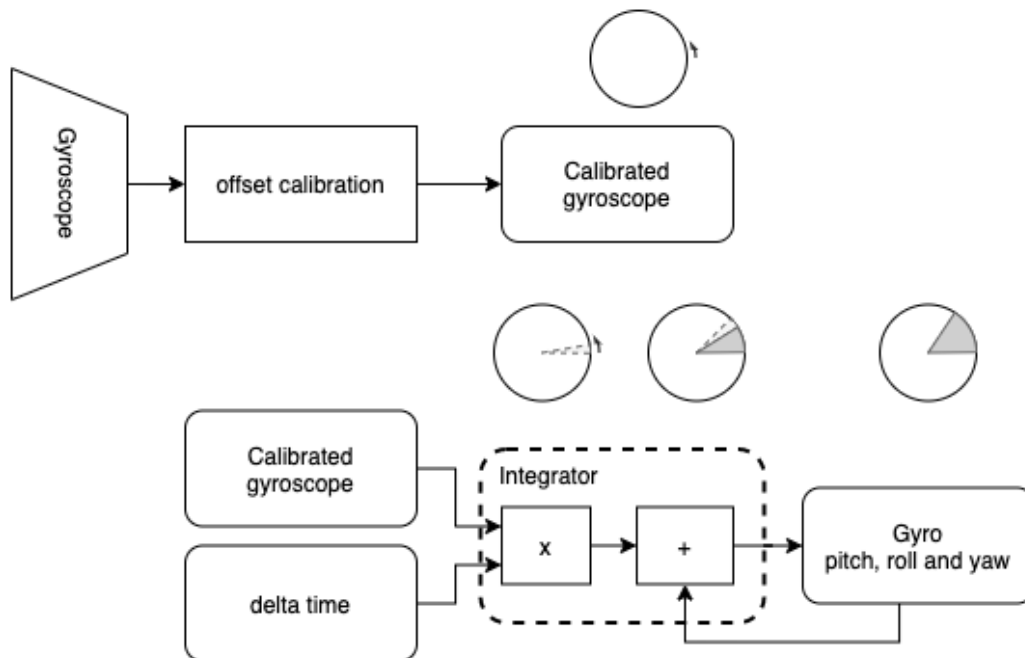 Gyroscope
offset calibration
Calibrated
gyroscope
Calibrated
gyroscope
delta time
Integrator
x
+
Gyro
pitch, roll and yaw